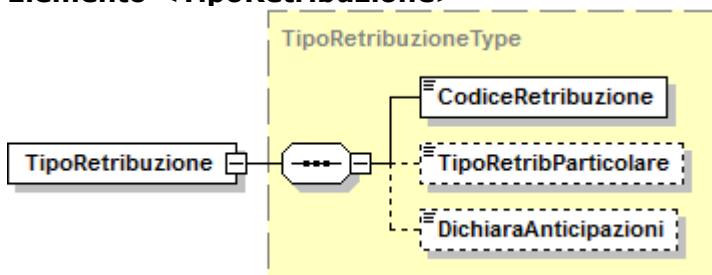 Elemento <TipoRetribuzione>
TipoRetribuzioneType
CodiceRetribuzione
TipoRetribuzione
TipoRetribParticolare
DichiaraAnticipazioni